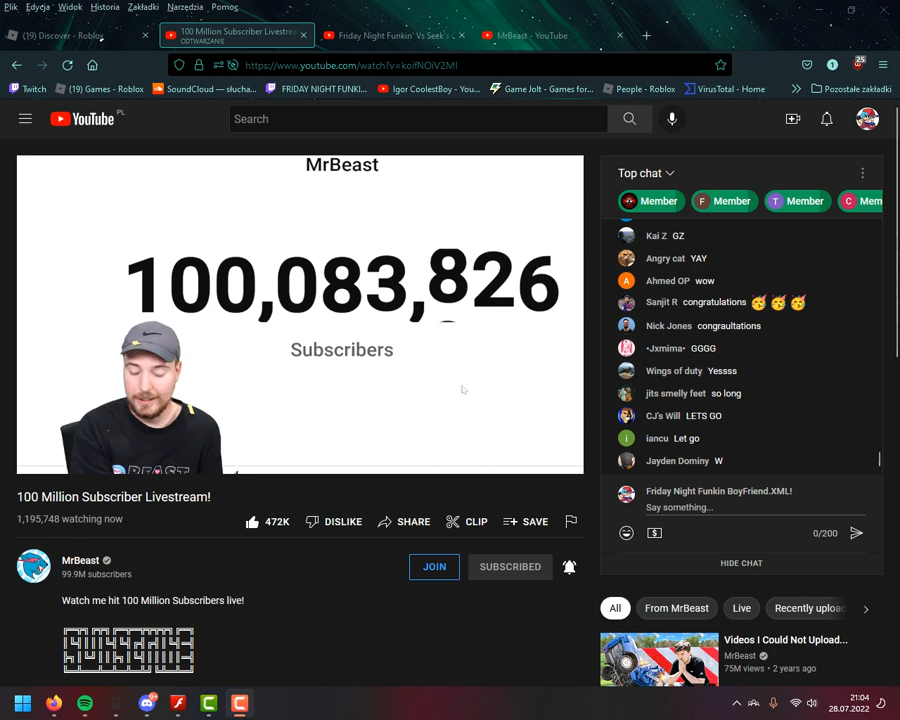 Plik Edycja Widok Historia Zakładki Narzędzia Pomoc
(19) Discover - Roblox
100 Million Subscriber Livestream
ODTWARZANIE
Friday Night Funkin' Vs Seek's
MrBeast - YouTube
https://www.youtube.com/watch?v=koifNOiV2MI
1
25
Twitch
(19) Games - Roblox
SoundCloud — słucha...
FRIDAY NIGHT FUNKI...
Igor CoolestBoy - You...
Game Jolt - Games for...
People - Roblox
VirusTotal - Home
Pozostałe zakładki
YouTube PL
Search
MrBeast
100,083,826
Subscribers
Top chat
Member
F Member
T Member
C Mem
Kai Z GZ
Angry cat YAY
A Ahmed OP wow
Sanjit R congratulations 🥳 🥳 🥳
Nick Jones congraultations
•Jxmima• GGGG
Wings of duty Yessss
jits smelly feet so long
CJ's Will LETS GO
i iancu Let go
Jayden Dominy W
Friday Night Funkin BoyFriend.XML!
Say something...
0/200
HIDE CHAT
100 Million Subscriber Livestream!
1,195,748 watching now
472K
DISLIKE
SHARE
CLIP
SAVE
MrBeast
99.9M subscribers
JOIN
SUBSCRIBED
Watch me hit 100 Million Subscribers live!
All
From MrBeast
Live
Recently upload
Videos I Could Not Upload...
MrBeast
75M views • 2 years ago
21:04
28.07.2022